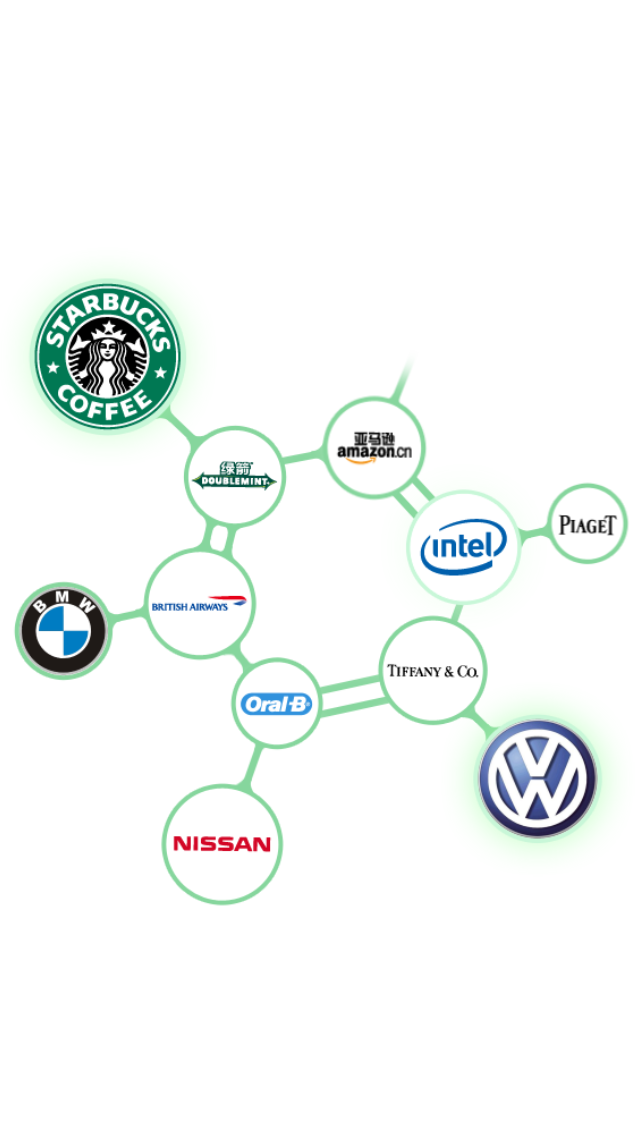 STARBUCKS
COFFEE
亚马逊
amazon.cn
绿箭
DOUBLEMINT
PIAGET
intel
BMW
BRITISH AIRWAYS
TIFFANY & CO.
Oral-B
VW
NISSAN